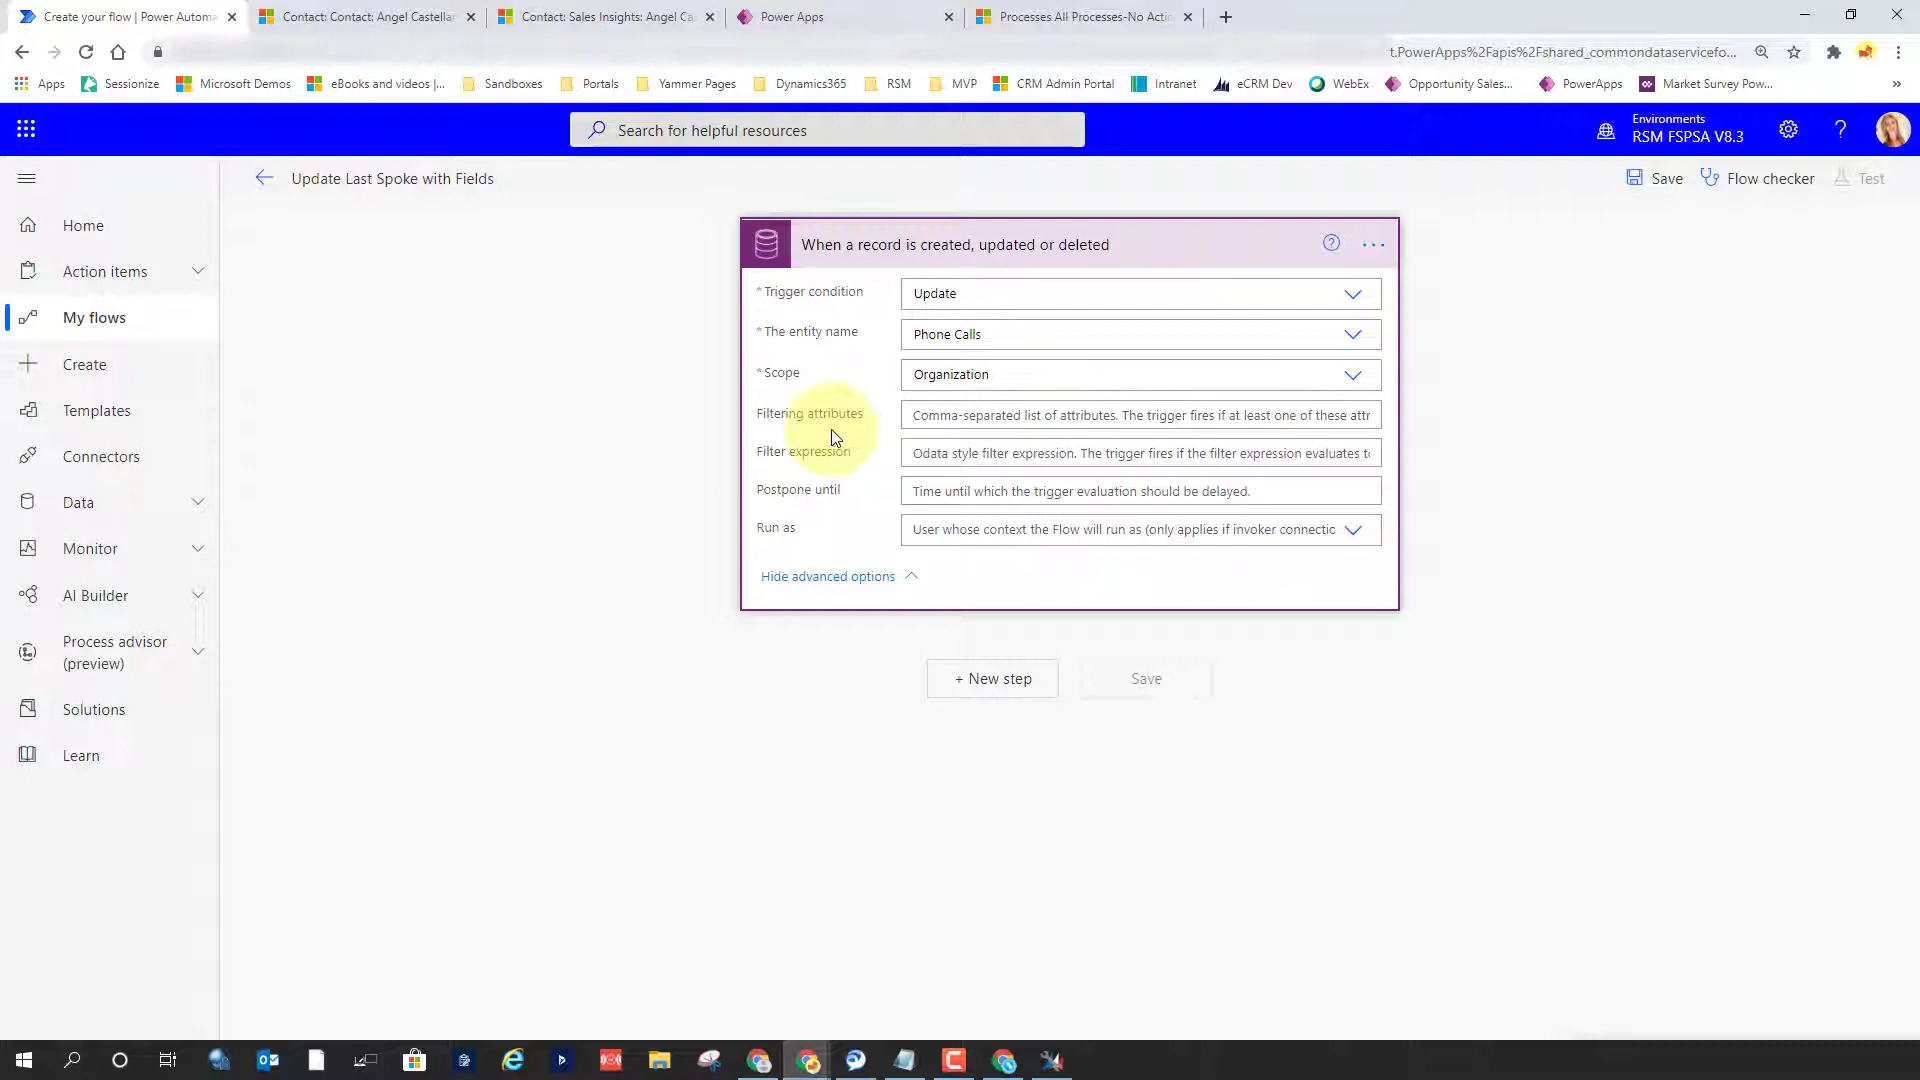 Create your flow | Power Automa
Contact: Contact: Angel Castellar
Contact: Sales Insights: Angel Ca
Power Apps
Processes All Processes-No Actio
t.PowerApps%2Fapis%2Fshared_commondataservicefo...
Apps
Sessionize
Microsoft Demos
eBooks and videos |...
Sandboxes
Portals
Yammer Pages
Dynamics365
RSM
MVP
CRM Admin Portal
Intranet
eCRM Dev
WebEx
Opportunity Sales...
PowerApps
Market Survey Pow...
»
Search for helpful resources
Environments
RSM FSPSA V8.3
Update Last Spoke with Fields
Save
Flow checker
Test
Home
Action items
My flows
Create
Templates
Connectors
Data
Monitor
AI Builder
Process advisor
(preview)
Solutions
Learn
When a record is created, updated or deleted
* Trigger condition
Update
* The entity name
Phone Calls
* Scope
Organization
Filtering attributes
Comma-separated list of attributes. The trigger fires if at least one of these attr
Filter expression
Odata style filter expression. The trigger fires if the filter expression evaluates to
Postpone until
Time until which the trigger evaluation should be delayed.
Run as
User whose context the Flow will run as (only applies if invoker connectio
Hide advanced options
+ New step
Save